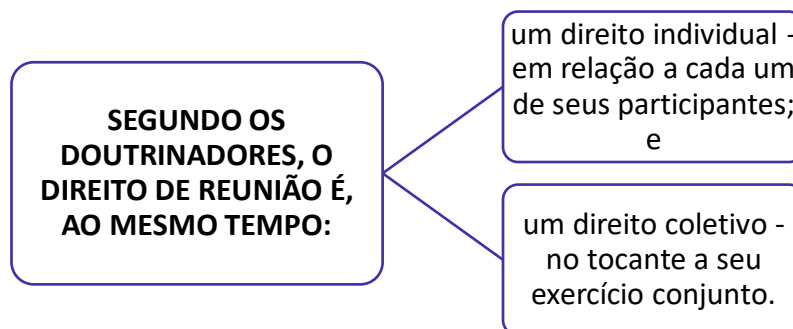 SEGUNDO OS
DOUTRINADORES, O
DIREITO DE REUNIÃO É,
AO MESMO TEMPO:
um direito individual -
em relação a cada um
de seus participantes;
e
um direito coletivo -
no tocante a seu
exercício conjunto.